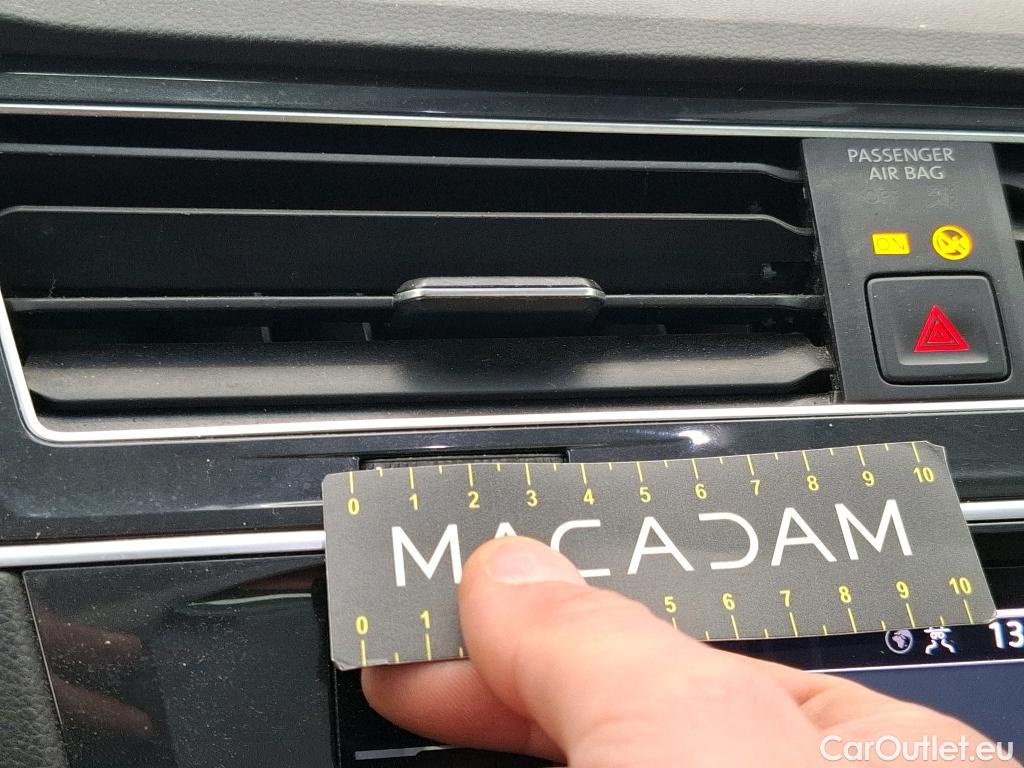 PASSENGER
AIR BAG
OFF
ON
0 1 2 3 4 5 6 7 8 9 10
MACADAM
0 1 5 6 7 8 9 10
13
CarOutlet.eu